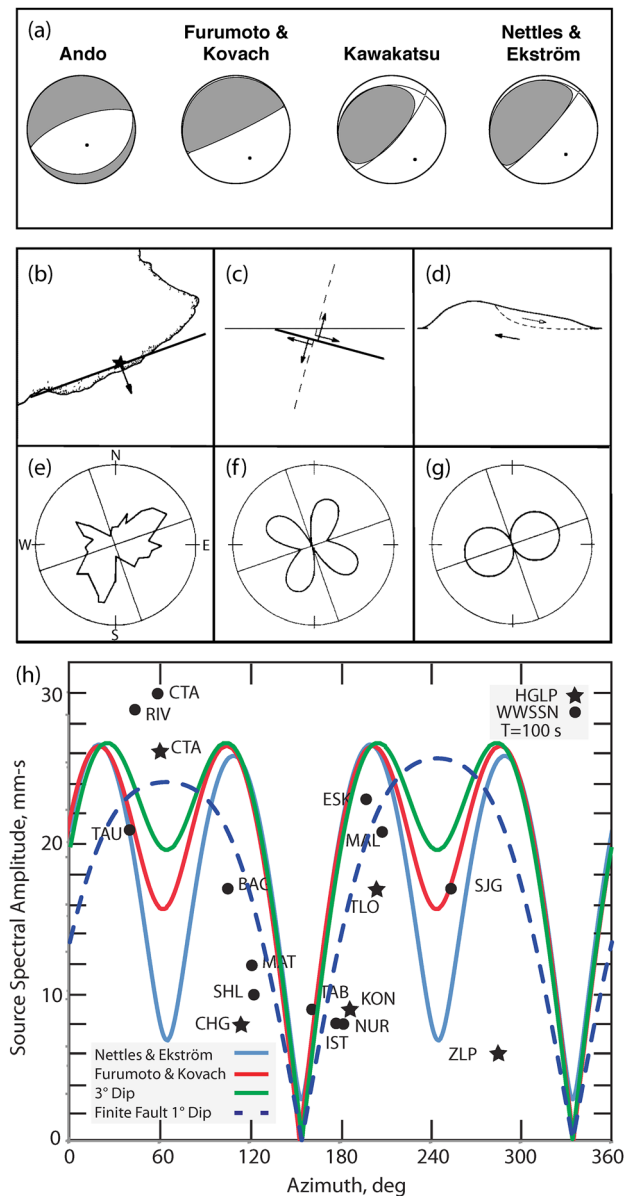 (a)
Ando
Furumoto &
Kovach
Kawakatsu
Nettles &
Ekström
(b)
(c)
(d)
(e)
N
W
E
S
(f)
(g)
(h)
30
20
10
0
Source Spectral Amplitude, mm-s
HGLP
WWSSN
T=100 s
CTA
RIV
CTA
TAU
BAG
MAT
SHL
CHG
ESK
MAL
TLO
SJG
TAB
KON
IST
NUR
ZLP
Nettles & Ekström
Furumoto & Kovach
3° Dip
Finite Fault 1° Dip
0
60
120
180
240
300
360
Azimuth, deg